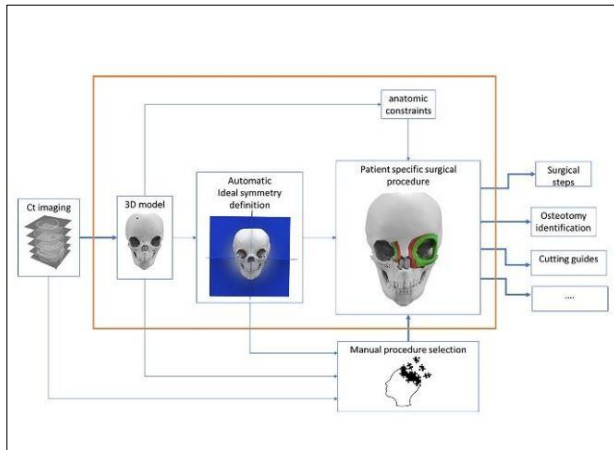 anatomic
constraints
Automatic
Ideal symmetry
definition
Patient specific surgical
procedure
Surgical
steps
Ct imaging
3D model
Osteotomy
identification
Cutting guides
....
Manual procedure selection